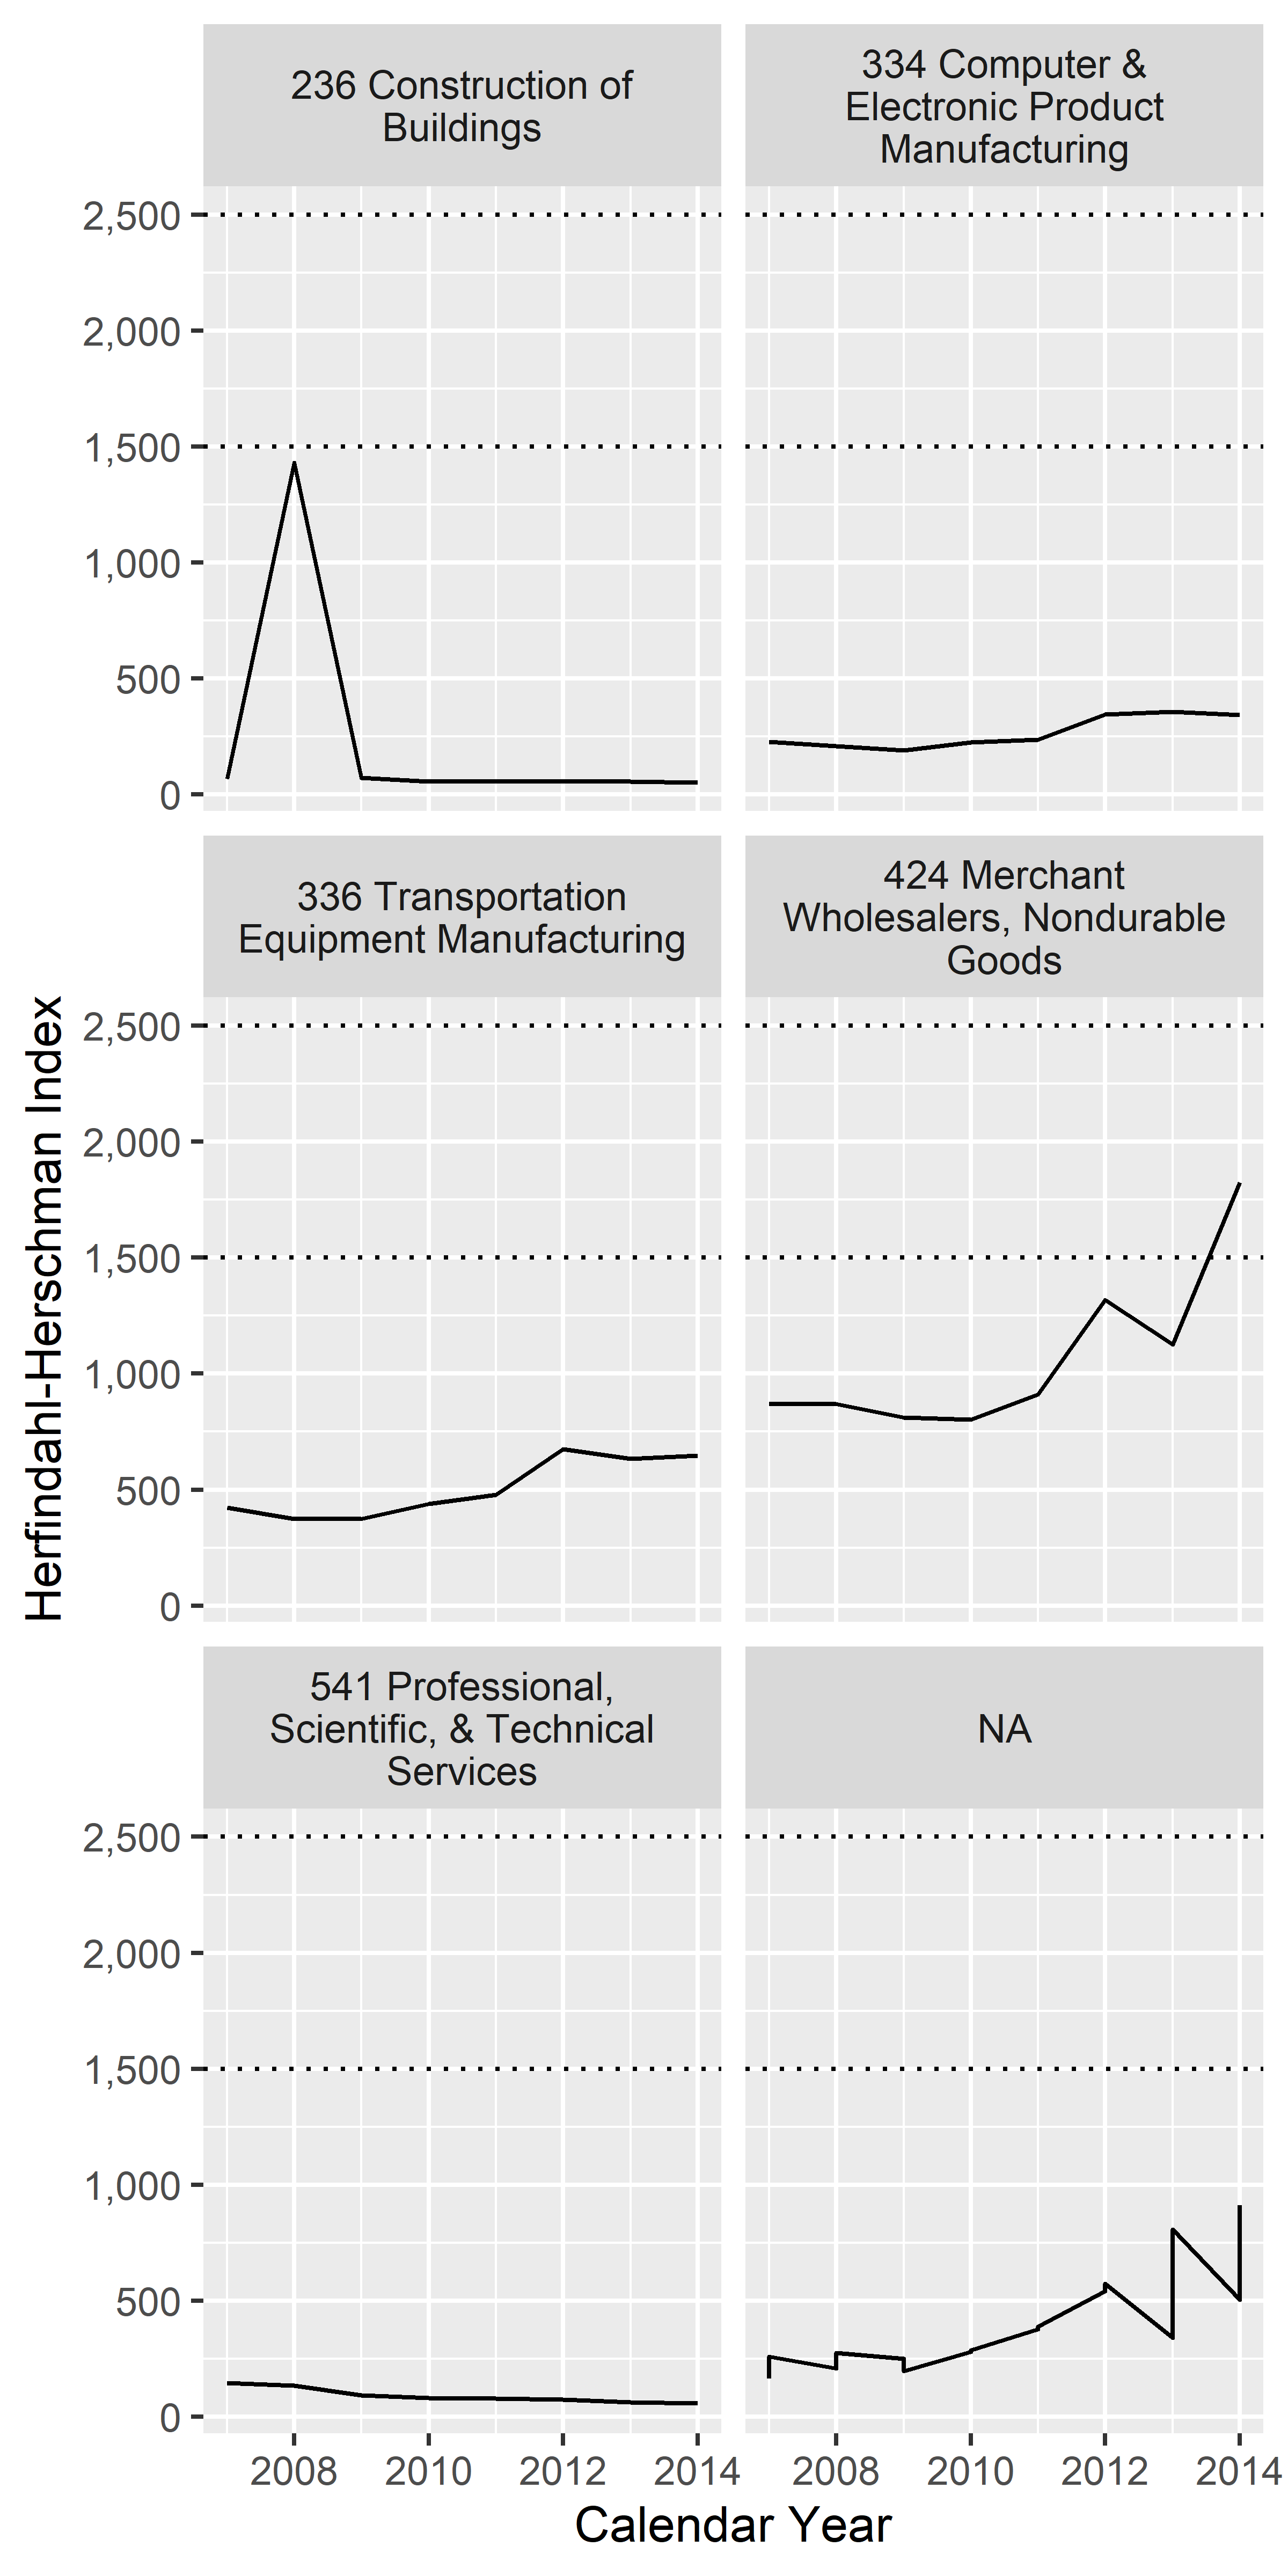 236 Construction of
Buildings
334 Computer &
Electronic Product
Manufacturing
2,500
2,000
1,500
1,000
500
0
336 Transportation
Equipment Manufacturing
424 Merchant
Wholesalers, Nondurable
Goods
Herfindahl-Herschman Index
2,500
2,000
1,500
1,000
500
0
541 Professional,
Scientific, & Technical
Services
NA
2,500
2,000
1,500
1,000
500
0
2008 2010 2012 2014 2008 2010 2012 2014
Calendar Year